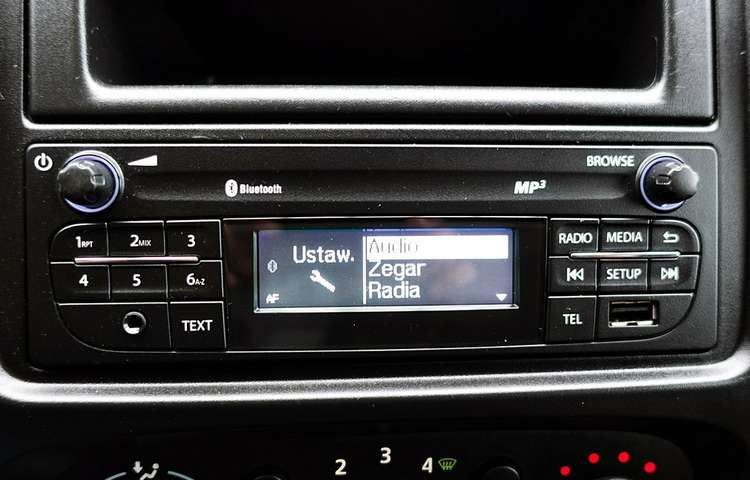 BROWSE
Bluetooth
MP3
1RPT 2MIX 3
4 5 6A-Z
TEXT
Ustaw.
AF
Audio
Zegar
Radia
RADIO MEDIA
SETUP
TEL
2 3 4